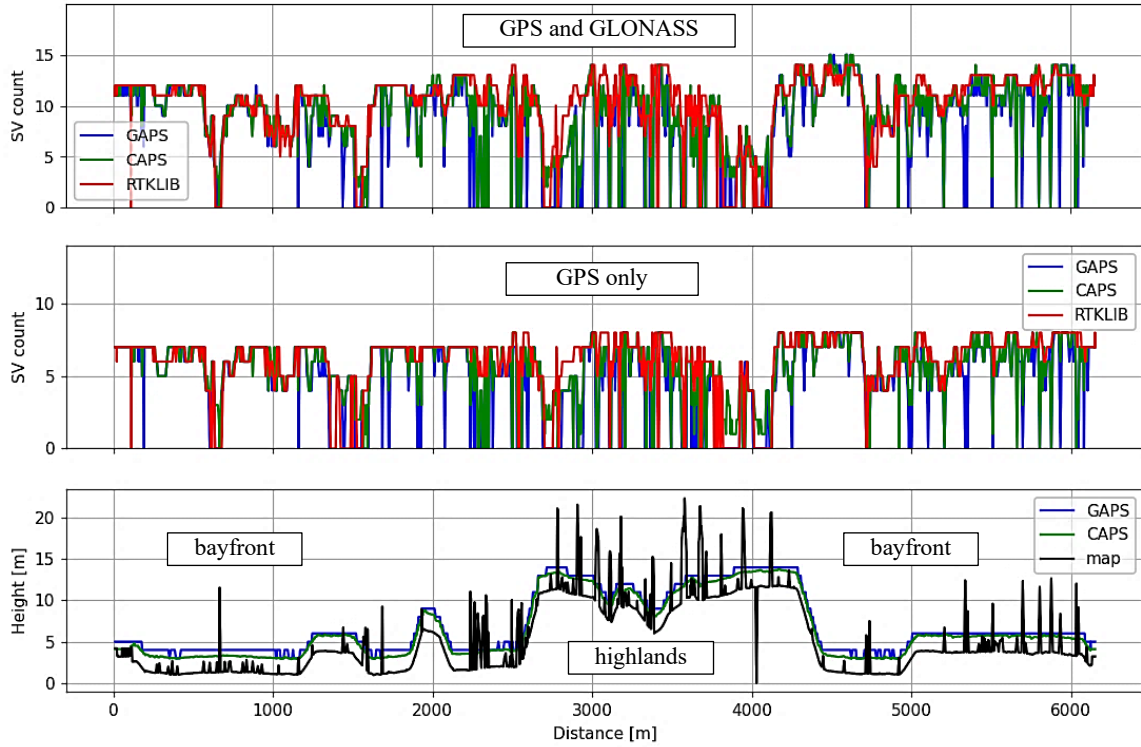 GPS and GLONASS
SV count
15
10
5
0
GAPS
CAPS
RTKLIB
GPS only
SV count
10
5
0
GAPS
CAPS
RTKLIB
Height [m]
20
15
10
5
0
bayfront
highlands
bayfront
GAPS
CAPS
map
0
1000
2000
3000
4000
5000
6000
Distance [m]